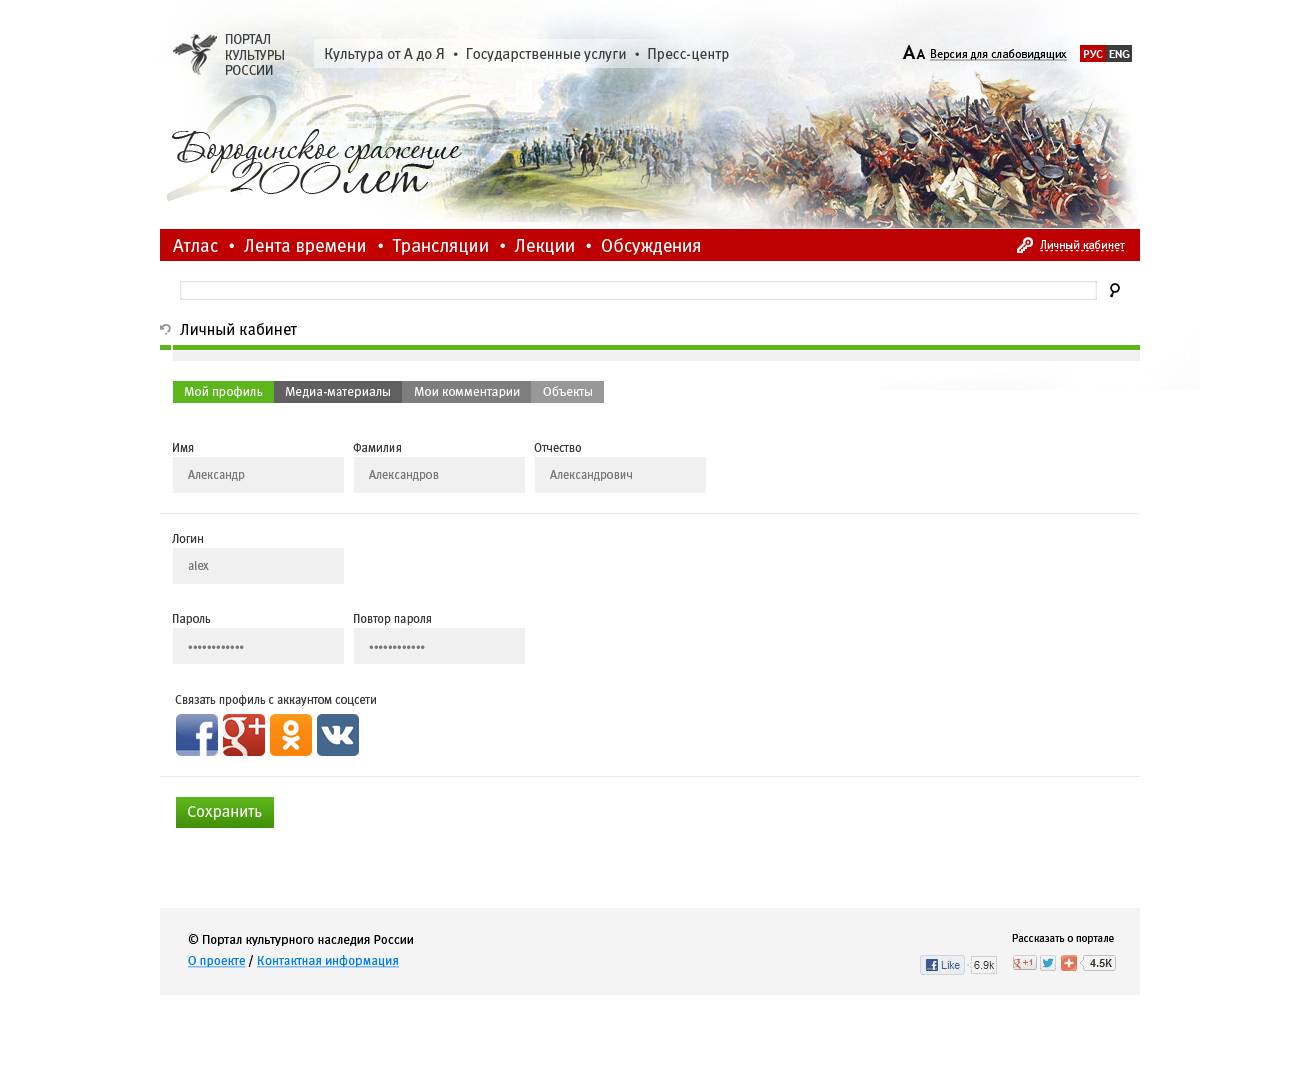 ПОРТАЛ
КУЛЬТУРЫ
РОССИИ
Культура от А до Я • Государственные услуги • Пресс-центр
АА Версия для слабовидящих РУС ENG
200
Бородинское сражение
200 лет
Атлас • Лента времени • Трансляции • Лекции • Обсуждения Личный кабинет
Личный кабинет
Мой профиль Медиа-материалы Мои комментарии Объекты
Имя Фамилия Отчество
Александр Александров Александрович
Логин
alex
Пароль Повтор пароля
•••••••••••• ••••••••••••
Связать профиль с аккаунтом соцсети
f g+
Сохранить
© Портал культурного наследия России
Рассказать о портале
О проекте / Контактная информация
f Like 6.9k g +1 4.5K